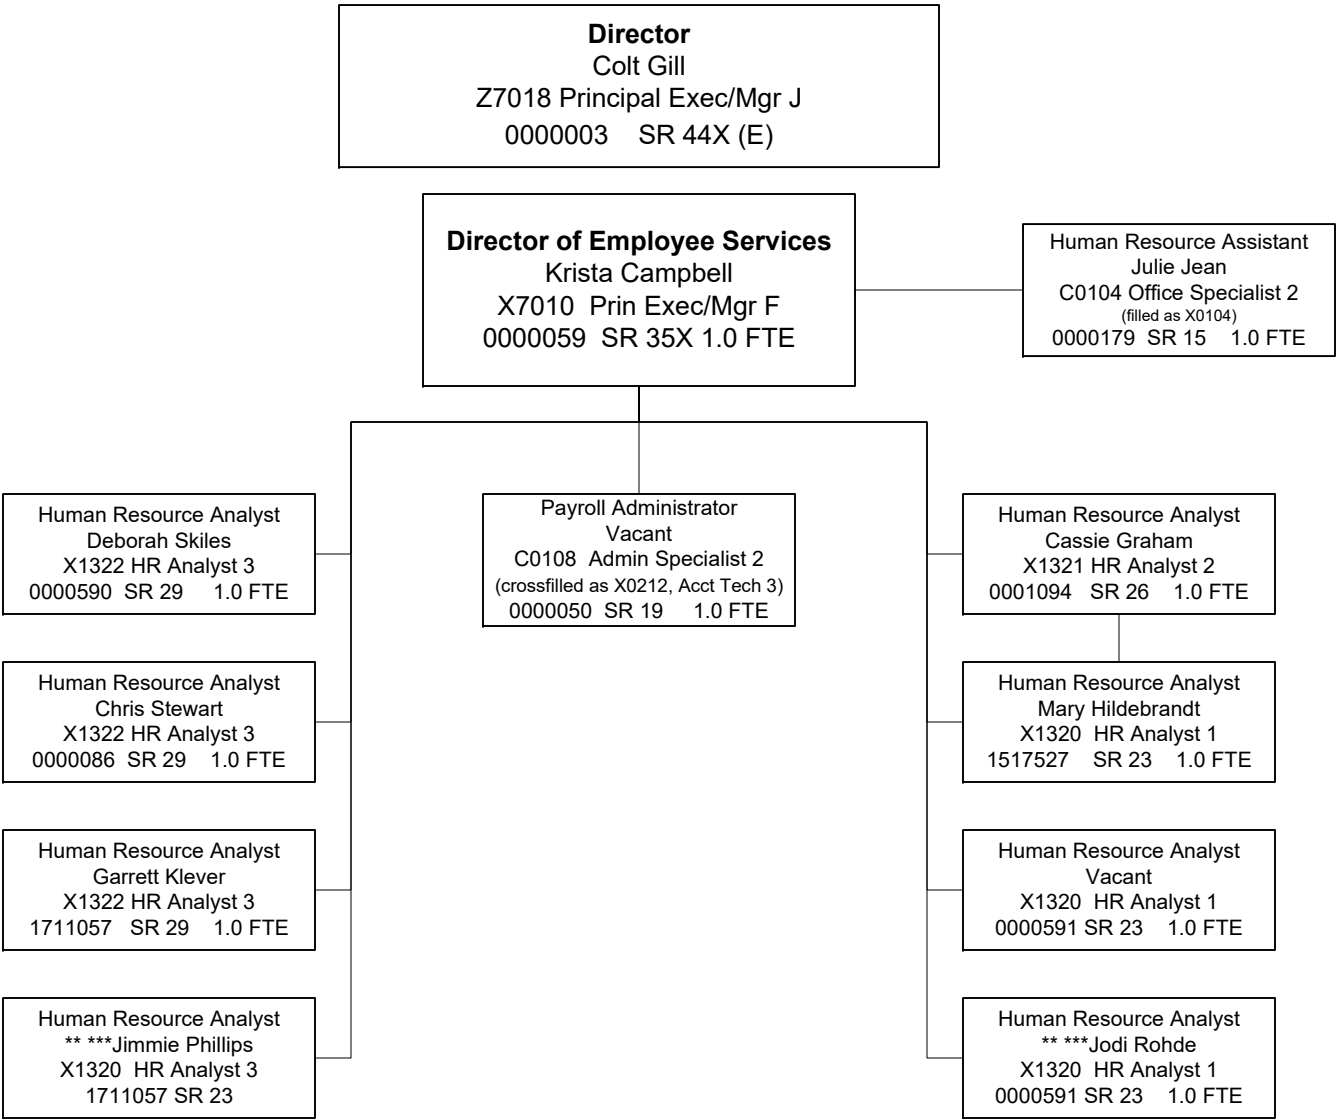 Director
Colt Gill
Z7018 Principal Exec/Mgr J
0000003 SR 44X (E)
Director of Employee Services
Krista Campbell
X7010 Prin Exec/Mgr F
0000059 SR 35X 1.0 FTE
Human Resource Assistant
Julie Jean
C0104 Office Specialist 2
(filled as X0104)
0000179 SR 15 1.0 FTE
Human Resource Analyst
Deborah Skiles
X1322 HR Analyst 3
0000590 SR 29 1.0 FTE
Payroll Administrator
Vacant
C0108 Admin Specialist 2
(crossfilled as X0212, Acct Tech 3)
0000050 SR 19 1.0 FTE
Human Resource Analyst
Cassie Graham
X1321 HR Analyst 2
0001094 SR 26 1.0 FTE
Human Resource Analyst
Chris Stewart
X1322 HR Analyst 3
0000086 SR 29 1.0 FTE
Human Resource Analyst
Mary Hildebrandt
X1320 HR Analyst 1
1517527 SR 23 1.0 FTE
Human Resource Analyst
Garrett Klever
X1322 HR Analyst 3
1711057 SR 29 1.0 FTE
Human Resource Analyst
Vacant
X1320 HR Analyst 1
0000591 SR 23 1.0 FTE
Human Resource Analyst
** ***Jimmie Phillips
X1320 HR Analyst 3
1711057 SR 23
Human Resource Analyst
** ***Jodi Rohde
X1320 HR Analyst 1
0000591 SR 23 1.0 FTE